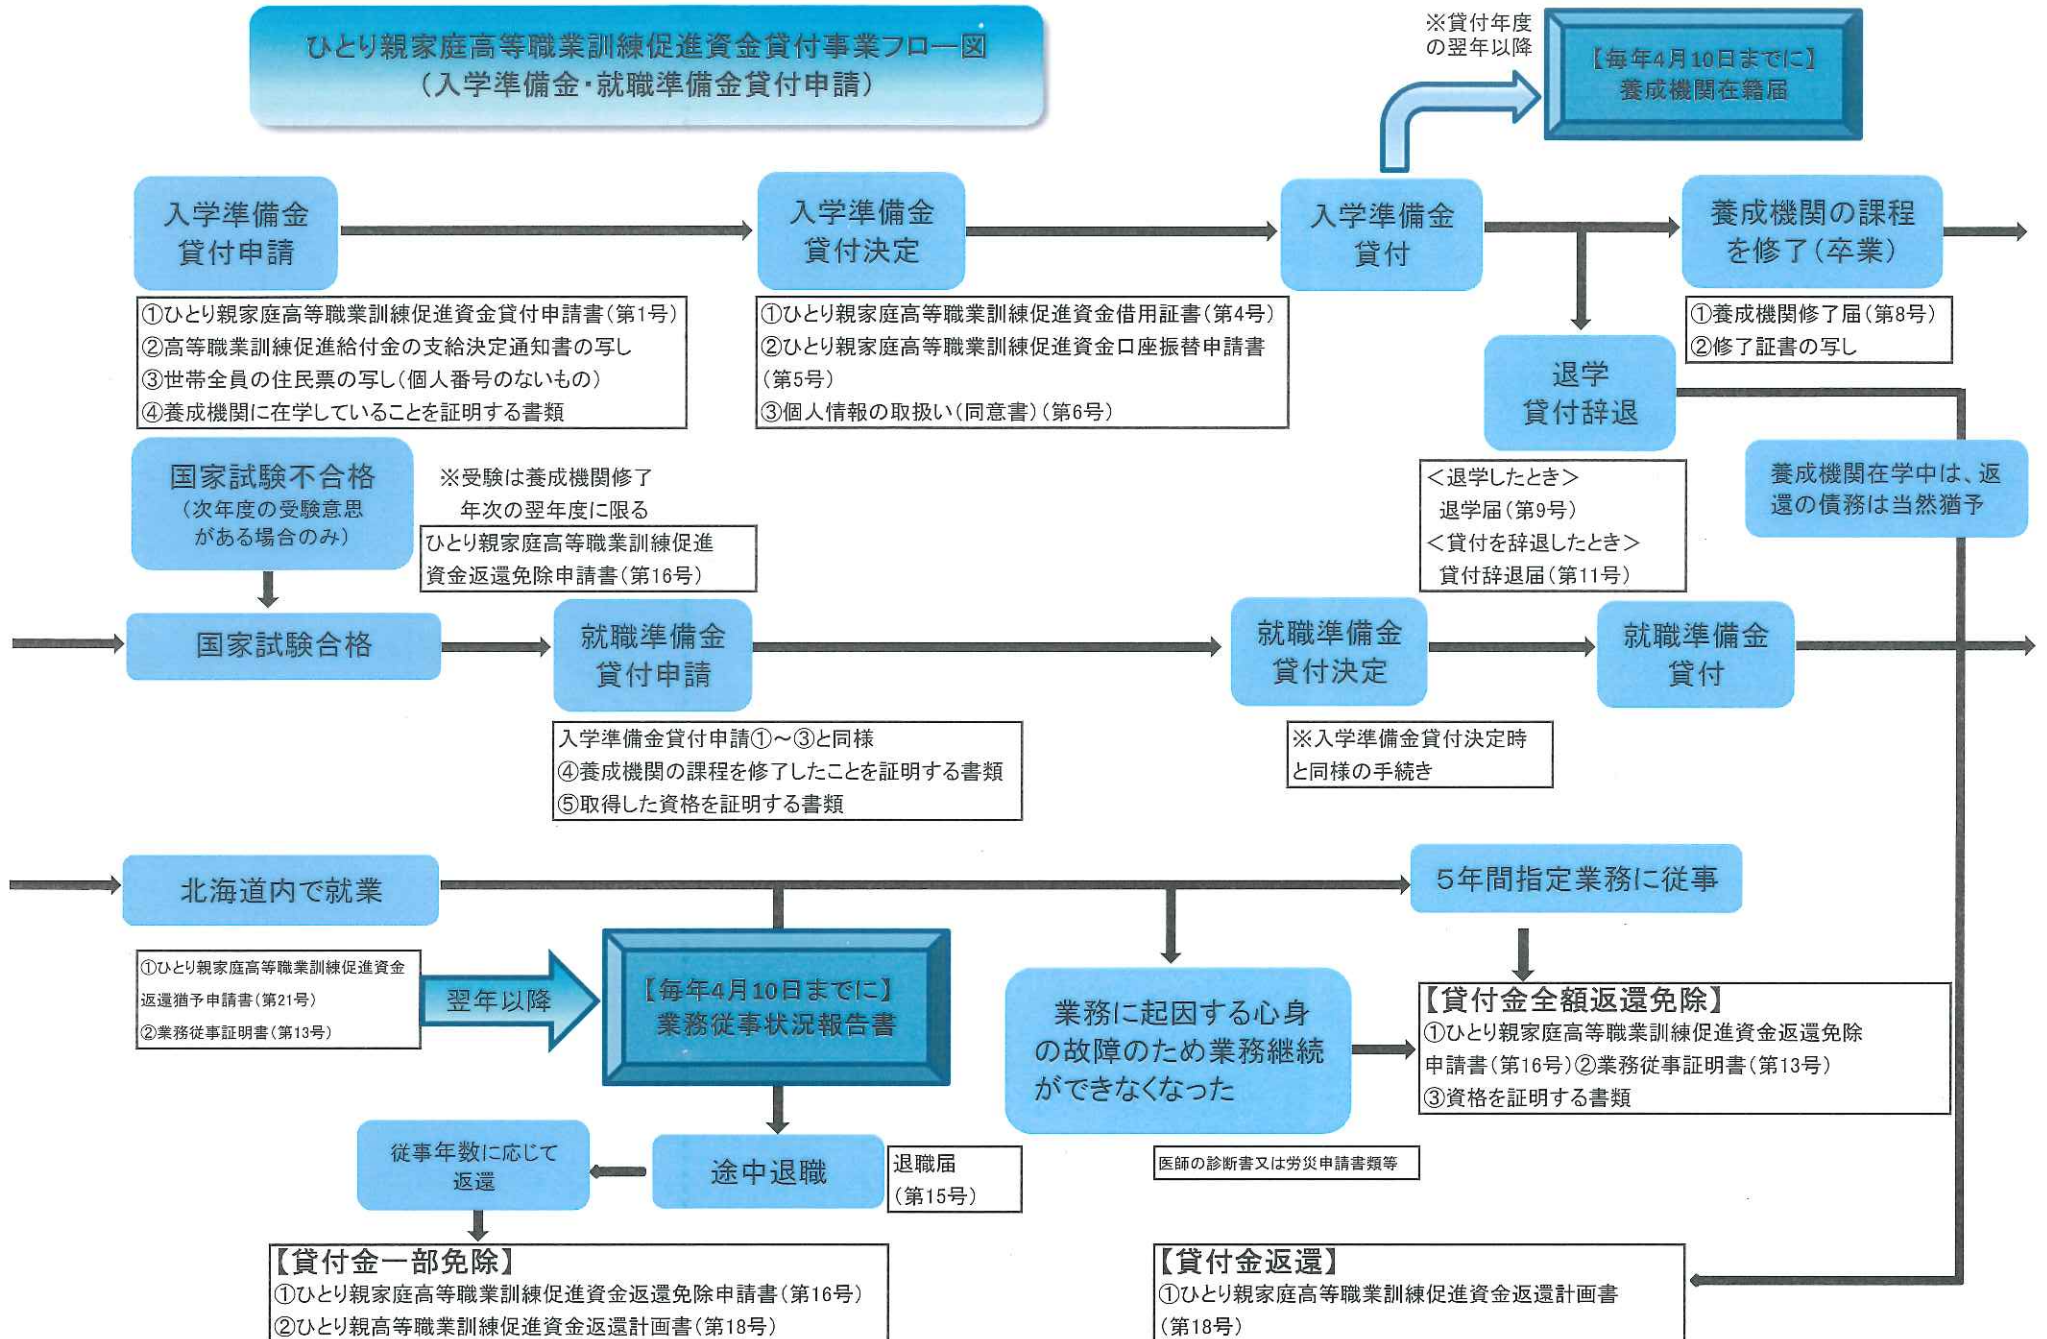 ひとり親家庭高等職業訓練促進資金貸付事業フロー図
（入学準備金・就職準備金貸付申請）
※貸付年度
の翌年以降
【毎年4月10日までに】
養成機関在籍届
入学準備金
貸付申請
入学準備金
貸付決定
入学準備金
貸付
養成機関の課程
を修了（卒業）
①ひとり親家庭高等職業訓練促進資金貸付申請書（第1号）
②高等職業訓練促進給付金の支給決定通知書の写し
③世帯全員の住民票の写し（個人番号のないもの）
④養成機関に在学していることを証明する書類
①ひとり親家庭高等職業訓練促進資金借用証書（第4号）
②ひとり親家庭高等職業訓練促進資金口座振替申請書
（第5号）
③個人情報の取扱い（同意書）（第6号）
①養成機関修了届（第8号）
②修了証書の写し
退学
貸付辞退
<退学したとき>
退学届（第9号）
<貸付を辞退したとき>
貸付辞退届（第11号）
養成機関在学中は、返
還の債務は当然猶予
国家試験不合格
（次年度の受験意思
がある場合のみ）
※受験は養成機関修了
年次の翌年度に限る
ひとり親家庭高等職業訓練促進
資金返還免除申請書（第16号）
国家試験合格
就職準備金
貸付申請
就職準備金
貸付決定
就職準備金
貸付
入学準備金貸付申請①～③と同様
④養成機関の課程を修了したことを証明する書類
⑤取得した資格を証明する書類
※入学準備金貸付決定時
と同様の手続き
北海道内で就業
5年間指定業務に従事
①ひとり親家庭高等職業訓練促進資金
返還猶予申請書（第21号）
②業務従事証明書（第13号）
翌年以降
【毎年4月10日までに】
業務従事状況報告書
業務に起因する心身
の故障のため業務継続
ができなくなった
医師の診断書又は労災申請書類等
【貸付金全額返還免除】
①ひとり親家庭高等職業訓練促進資金返還免除
申請書（第16号）②業務従事証明書（第13号）
③資格を証明する書類
途中退職
退職届
（第15号）
従事年数に応じて
返還
【貸付金一部免除】
①ひとり親家庭高等職業訓練促進資金返還免除申請書（第16号）
②ひとり親高等職業訓練促進資金返還計画書（第18号）
【貸付金返還】
①ひとり親家庭高等職業訓練促進資金返還計画書
（第18号）